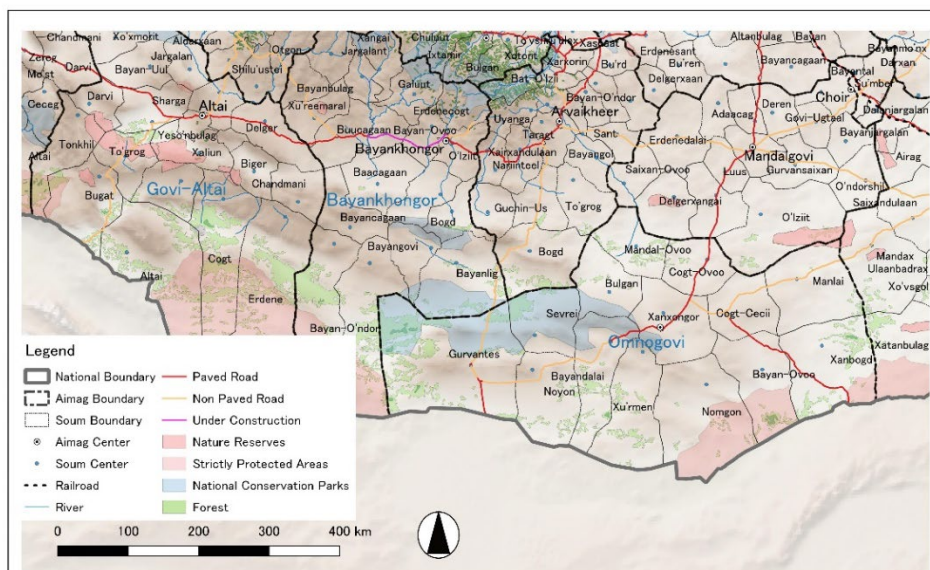 Chandmani
Xo'xmorit
Alderxaan
Xangai
Chuluut
Altanbulag
Bayan
Zereg
Mo'st
Darvi
Jargalan
Otgon
Jargalant
Ixtamir
Xotont
Xarkorin
Xashaat
Erdenesant
Bayanmo'nx
Bayan-Uul
Shilu'ustei
Galuut
Bulgan
Bat-O'lzii
Bu'rd
Bu'ren
Bayancagaan
Darxan
Delgerxaan
Bayantal
Su'mber
Darvi
Sharga
Altai
Bayanbulag
Xu'reemaral
Erdenecogt
Uyanga
Bayan-O'ndor
Choir
Dalanjargalan
Ceceg
Arvaikheer
Adaacag
Deren
Govi-Ugtaal
Yeso'nbulag
Delger
Buucagaan
Bayan-Ovoo
Taragt
Sant
Erdenedalai
Bayanjargalan
Tonkhil
Altai
To'grog
Xaliun
Biger
Bayankhongor
O'lziit
Xairxandulaan
Nariinteel
Bayangol
Mandalgovi
Airag
Baacagaan
Saixan-Ovoo
Luus
Gurvansaixan
Bugat
Govi-Altai
Chandmani
Bayankhongor
Guchin-Us
To'grog
Delgerxangai
O'ndorshil
Saixandulaan
Bayancagaan
Bogd
O'lziit
Bayangovi
Bogd
Mandal-Ovoo
Mandax
Ulaanbadrax
Altai
Cogt
Bayanlig
Cogt-Ovoo
Manlai
Xo'vsgol
Erdene
Bulgan
Bayan-O'ndor
Sevrei
Xanxongor
Cogt-Cecii
Omnogovi
Xatanbulag
Gurvantes
Xanbogd
Bayandalai
Noyon
Bayan-Ovoo
Xu'rmen
Nomgon
Legend
National Boundary
Paved Road
Aimag Boundary
Non Paved Road
Soum Boundary
Under Construction
Aimag Center
Nature Reserves
Soum Center
Strictly Protected Areas
Railroad
National Conservation Parks
River
Forest
0 100 200 300 400 km